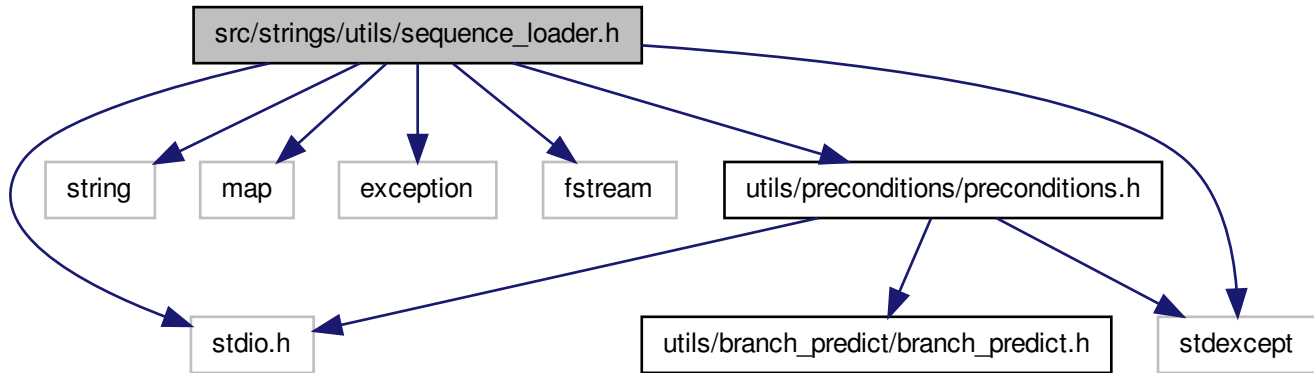 src/strings/utils/sequence_loader.h
string
map
exception
fstream
utils/preconditions/preconditions.h
stdio.h
utils/branch_predict/branch_predict.h
stdexcept